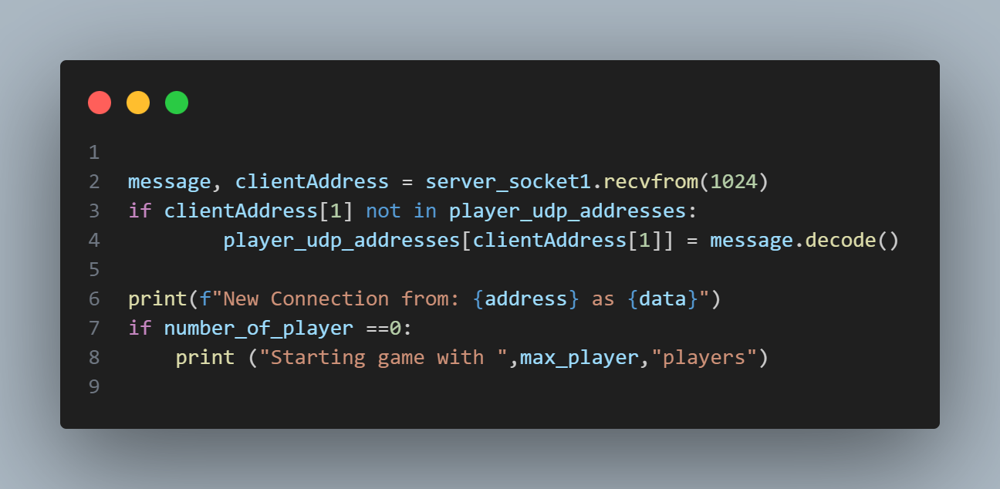 1
2 message, clientAddress = server_socket1.recvfrom(1024)
3 if clientAddress[1] not in player_udp_addresses:
4         player_udp_addresses[clientAddress[1]] = message.decode()
5
6 print(f"New Connection from: {address} as {data}")
7 if number_of_player ==0:
8     print ("Starting game with ",max_player,"players")
9